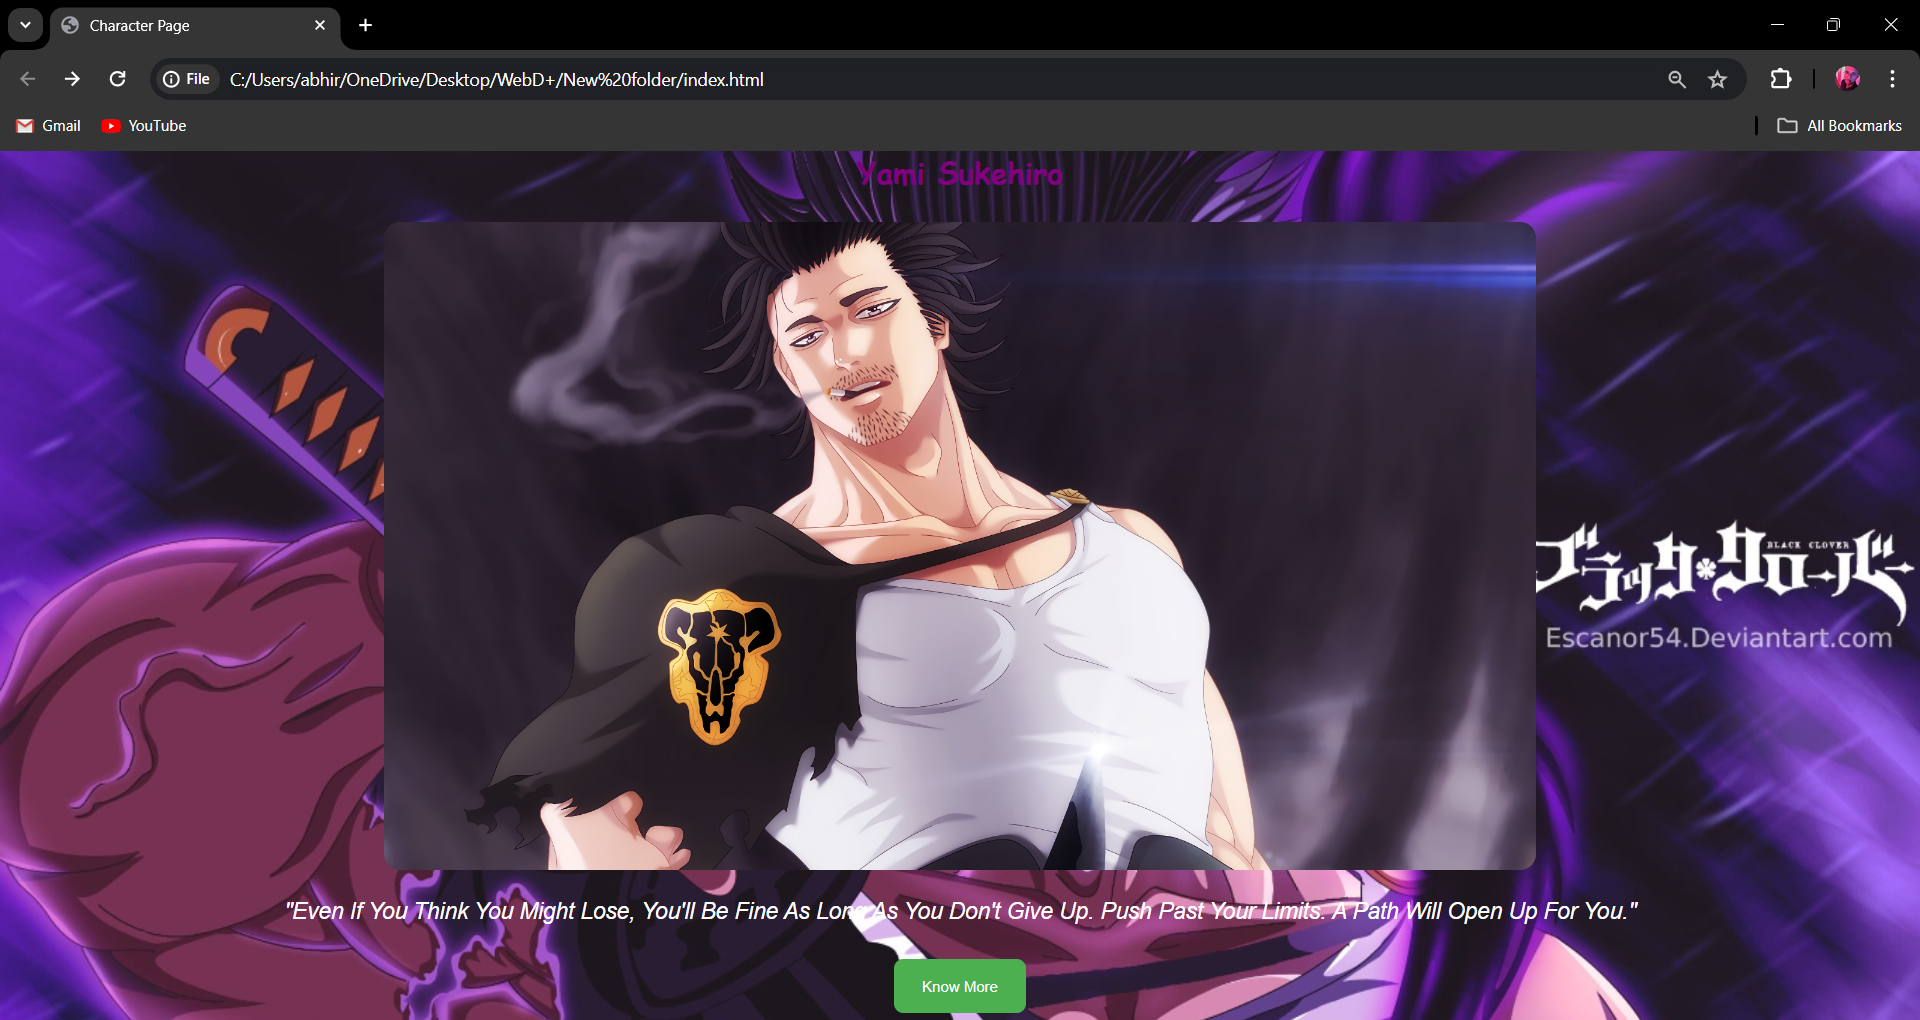 Character Page
File
C:/Users/abhir/OneDrive/Desktop/WebD+/New%20folder/index.html
Gmail
YouTube
All Bookmarks
Yami Sukehiro
BLACK CLOVER
ブラック・クローバー
Escanor54.Deviantart.com
"Even If You Think You Might Lose, You'll Be Fine As Long As You Don't Give Up. Push Past Your Limits. A Path Will Open Up For You."
Know More